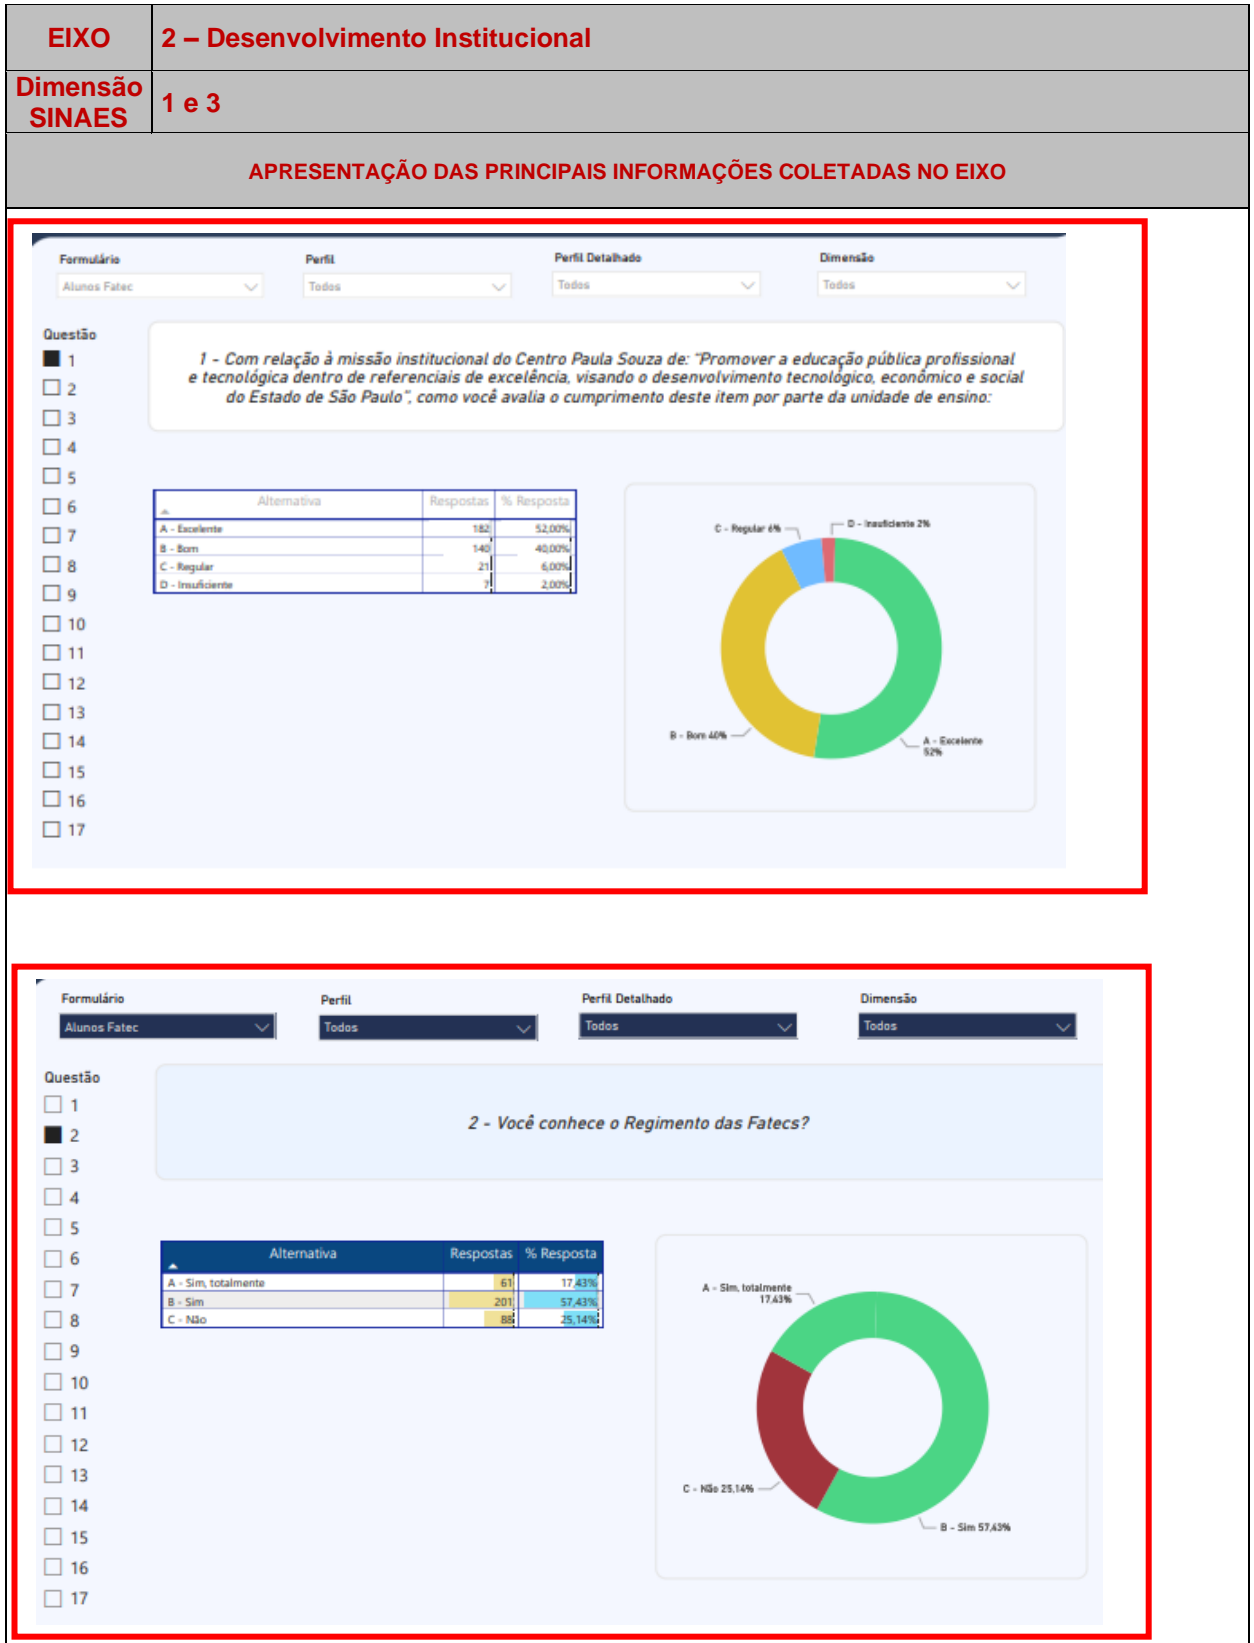 EIXO 2 – Desenvolvimento Institucional
Dimensão SINAES 1 e 3
APRESENTAÇÃO DAS PRINCIPAIS INFORMAÇÕES COLETADAS NO EIXO
Formulário Perfil Perfil Detalhado Dimensão
Alunos Fatec Todos Todos Todos
Questão
1
2
3
4
5
6
7
8
9
10
11
12
13
14
15
16
17
1 - Com relação à missão institucional do Centro Paula Souza de: "Promover a educação pública profissional
e tecnológica dentro de referenciais de excelência, visando o desenvolvimento tecnológico, econômico e social
do Estado de São Paulo", como você avalia o cumprimento deste item por parte da unidade de ensino:
Alternativa Respostas % Resposta
A - Excelente 182 52,00%
B - Bom 140 40,00%
C - Regular 21 6,00%
D - Insuficiente 7 2,00%
C - Regular 6%
D - Insuficiente 2%
B - Bom 40%
A - Excelente
52%
Formulário Perfil Perfil Detalhado Dimensão
Alunos Fatec Todos Todos Todos
Questão
1
2
3
4
5
6
7
8
9
10
11
12
13
14
15
16
17
2 - Você conhece o Regimento das Fatecs?
Alternativa Respostas % Resposta
A - Sim, totalmente 61 17,43%
B - Sim 201 57,43%
C - Não 88 25,14%
A - Sim, totalmente
17,43%
C - Não 25,14%
B - Sim 57,43%